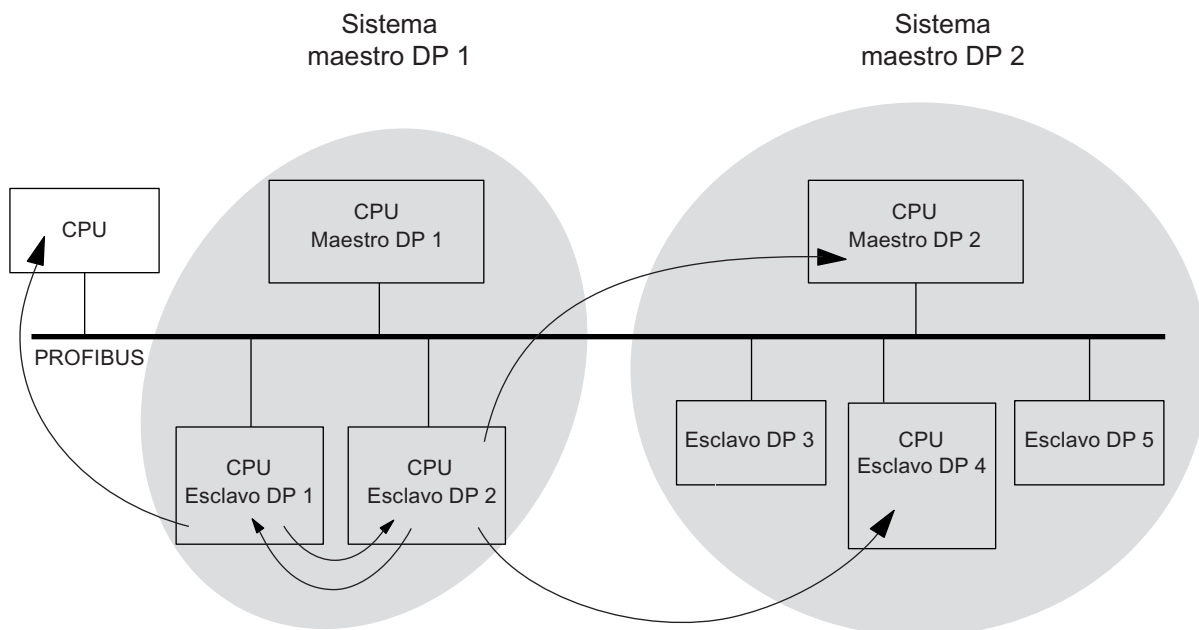 Sistema
maestro DP 1
Sistema
maestro DP 2
CPU
CPU
Maestro DP 1
CPU
Maestro DP 2
PROFIBUS
CPU
Esclavo DP 1
CPU
Esclavo DP 2
Esclavo DP 3
CPU
Esclavo DP 4
Esclavo DP 5